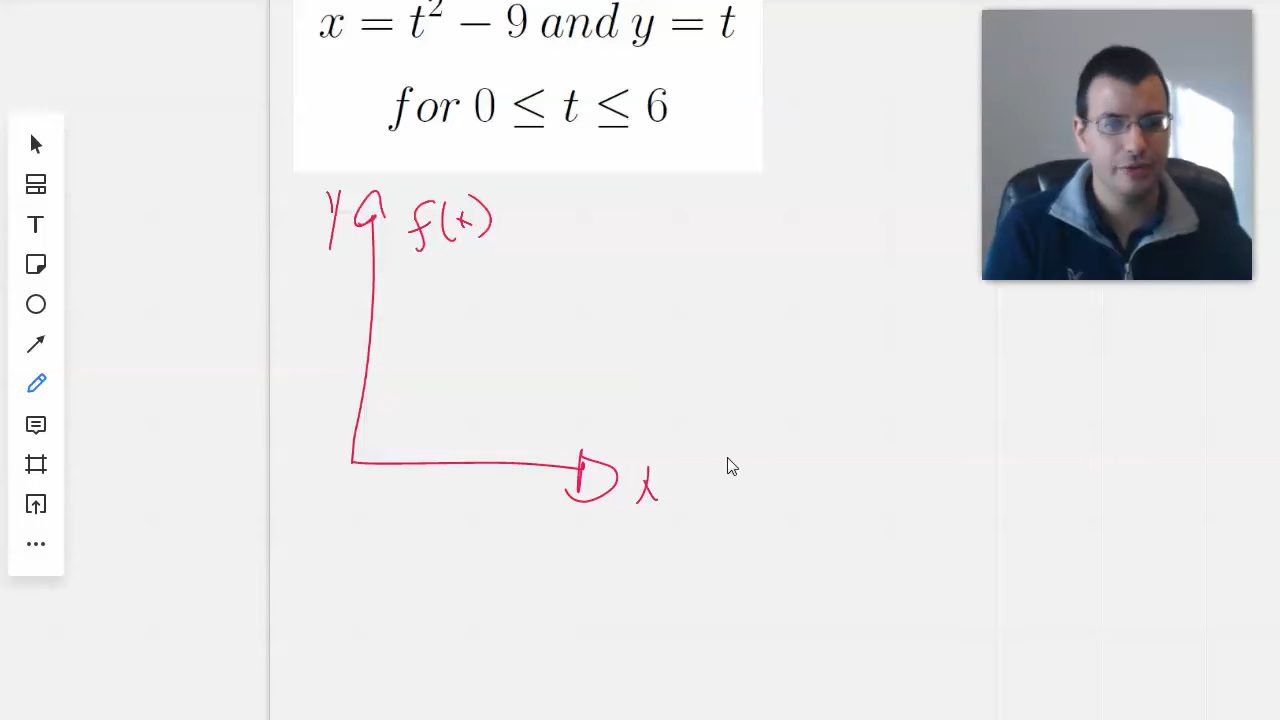 x = t² − 9 and y = t
for 0 ≤ t ≤ 6
y f(x)
x
T